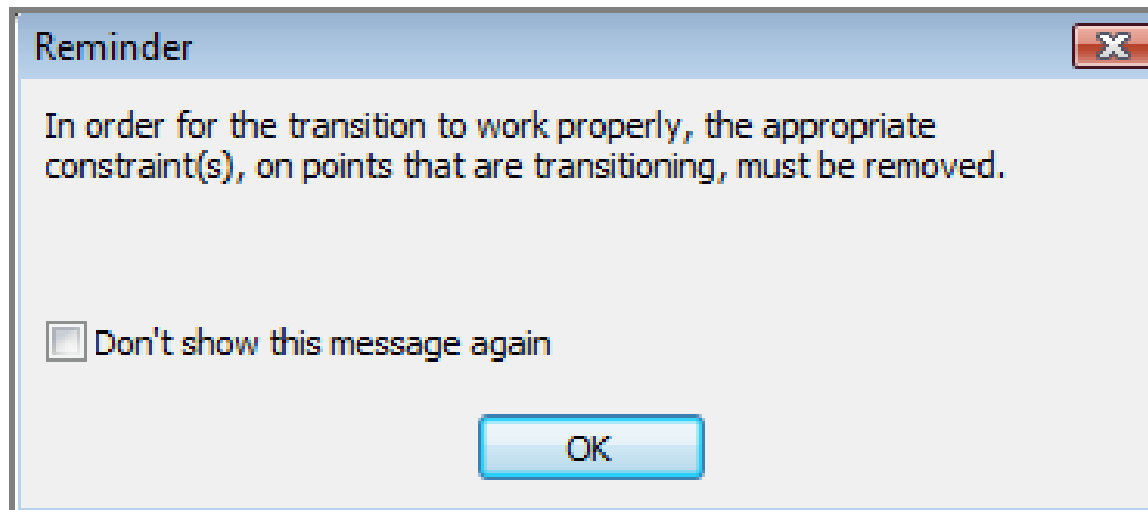 Reminder
In order for the transition to work properly, the appropriate
constraint(s), on points that are transitioning, must be removed.
Don't show this message again
OK